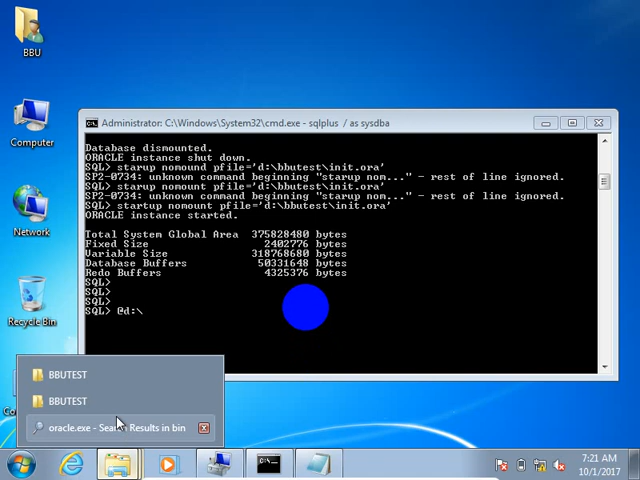 BBU
Computer
Network
Recycle Bin
Administrator: C:\Windows\System32\cmd.exe - sqlplus / as sysdba
Database dismounted.
ORACLE instance shut down.
SQL> starup nomound pfile='d:\bbutest\init.ora'
SP2-0734: unknown command beginning "starup nom..." - rest of line ignored.
SQL> starup nomount pfile='d:\bbutest\init.ora'
SP2-0734: unknown command beginning "starup nom..." - rest of line ignored.
SQL> startup nomount pfile='d:\bbutest\init.ora'
ORACLE instance started.
Total System Global Area 375828480 bytes
Fixed Size 2402776 bytes
Variable Size 318768680 bytes
Database Buffers 50331648 bytes
Redo Buffers 4325376 bytes
SQL>
SQL>
SQL>
SQL> @d:\
BBUTEST
BBUTEST
oracle.exe - Search Results in bin
7:21 AM
10/1/2017